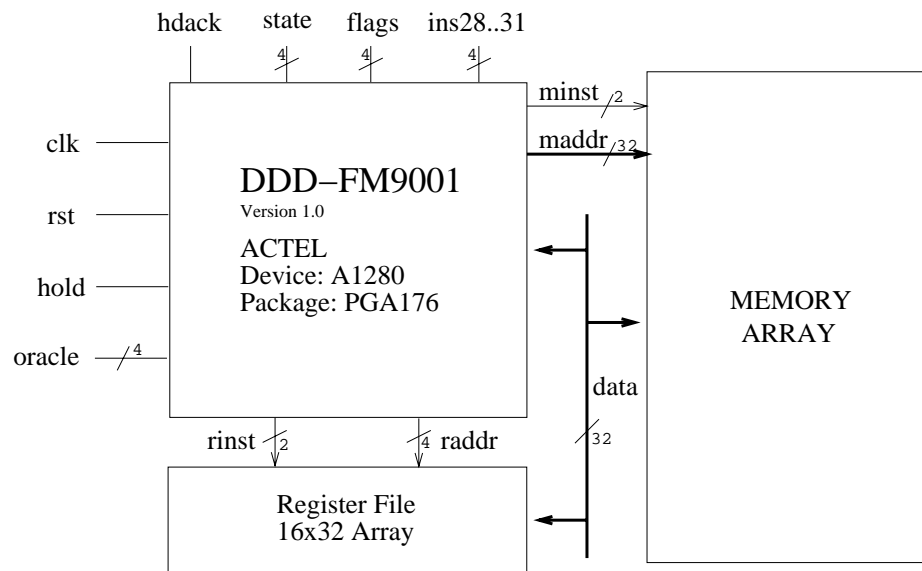 hdack state flags ins28..31
4 4 4
minst 2
clk
maddr 32
DDD–FM9001
Version 1.0
rst
ACTEL
Device: A1280
Package: PGA176
hold
MEMORY
ARRAY
oracle 4
data
32
rinst 2 4 raddr
Register File
16x32 Array